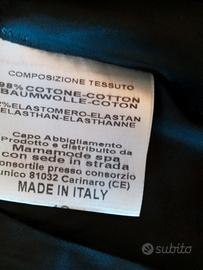 COMPOSIZIONE TESSUTO
98% COTONE-COTTON
BAUMWOLLE-COTON
2%ELASTOMERO-ELASTAN
ELASTHAN-ELASTHANNE
Capo Abbigliamento
Prodotto e distribuito da
Mamamode spa
con sede in strada
consortile presso consorzio
unico 81032 Carinaro (CE)
MADE IN ITALY
subito